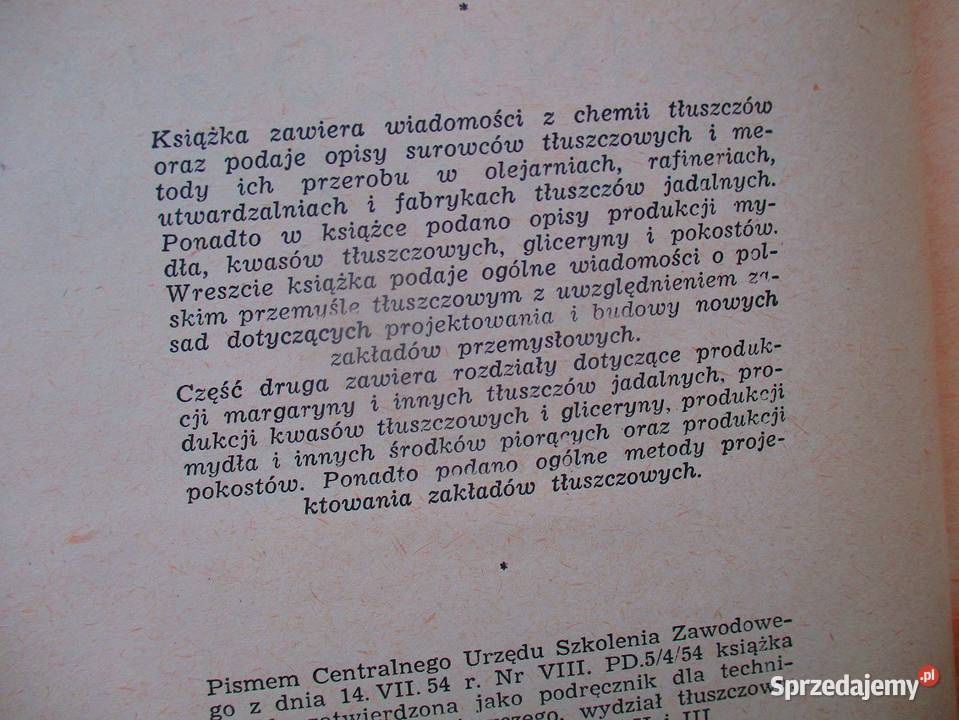 *
Książka zawiera wiadomości z chemii tłuszczów
oraz podaje opisy surowców tłuszczowych i me-
tody ich przerobu w olejarniach, rafineriach,
utwardzalniach i fabrykach tłuszczów jadalnych.
Ponadto w książce podano opisy produkcji my-
dła, kwasów tłuszczowych, gliceryny i pokostów.
Wreszcie książka podaje ogólne wiadomości o pol-
skim przemyśle tłuszczowym z uwzględnieniem za-
sad dotyczących projektowania i budowy nowych
zakładów przemysłowych.
Część druga zawiera rozdziały dotyczące produk-
cji margaryny i innych tłuszczów jadalnych, pro-
dukcji kwasów tłuszczowych i gliceryny, produkcji
mydła i innych środków piorących oraz produkcji
pokostów. Ponadto podano ogólne metody proje-
ktowania zakładów tłuszczowych.
*
Pismem Centralnego Urzędu Szkolenia Zawodowe-
go z dnia 14. VII. 54 r. Nr VIII. PD.5/4/54 książka
zatwierdzona jako podręcznik dla techni-
wydział tłuszczowy
i III
Sprzedajemy.pl